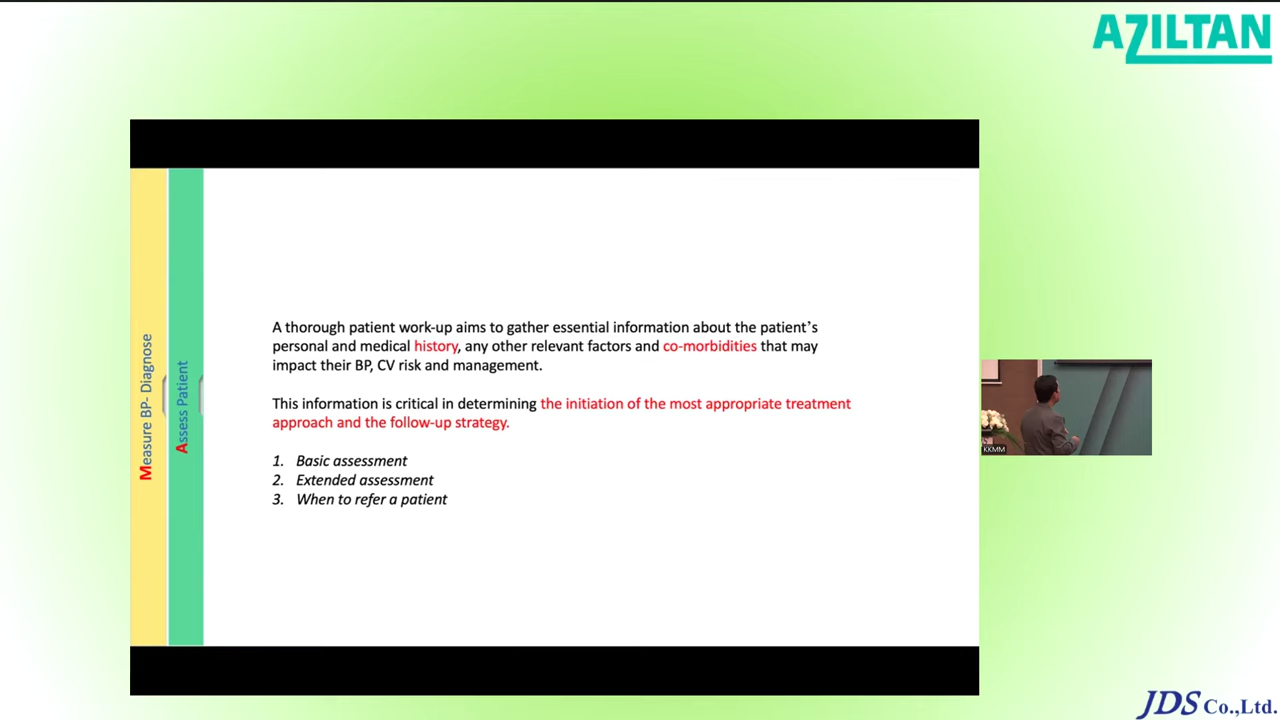 AZILTAN
Measure BP- Diagnose
Assess Patient
A thorough patient work-up aims to gather essential information about the patient's
personal and medical history, any other relevant factors and co-morbidities that may
impact their BP, CV risk and management.
This information is critical in determining the initiation of the most appropriate treatment
approach and the follow-up strategy.
1. Basic assessment
2. Extended assessment
3. When to refer a patient
KKMM
JDS Co.,Ltd.